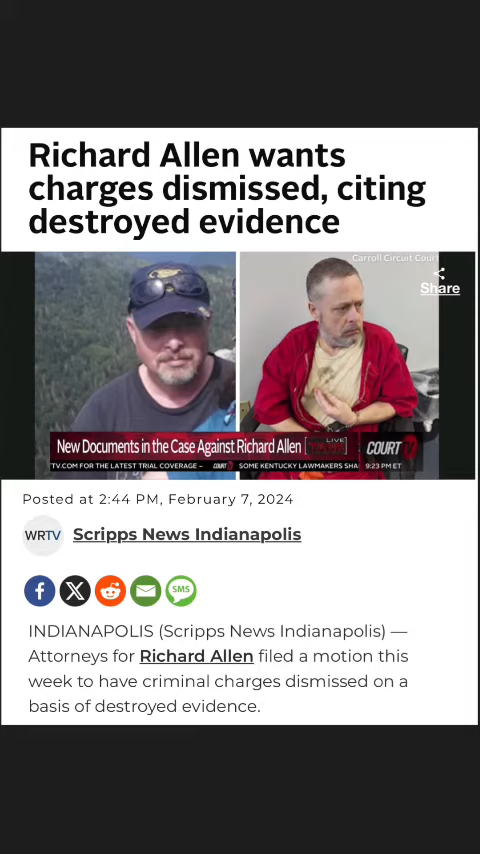 Richard Allen wants
charges dismissed, citing
destroyed evidence
Carroll Circuit Court
Share
New Documents in the Case Against Richard Allen
LIVE
COURT TV
TV.COM FOR THE LATEST TRIAL COVERAGE – COURT TV SOME KENTUCKY LAWMAKERS SHA 9:23 PM ET
Posted at 2:44 PM, February 7, 2024
WRTV Scripps News Indianapolis
f X SMS
INDIANAPOLIS (Scripps News Indianapolis) —
Attorneys for Richard Allen filed a motion this
week to have criminal charges dismissed on a
basis of destroyed evidence.